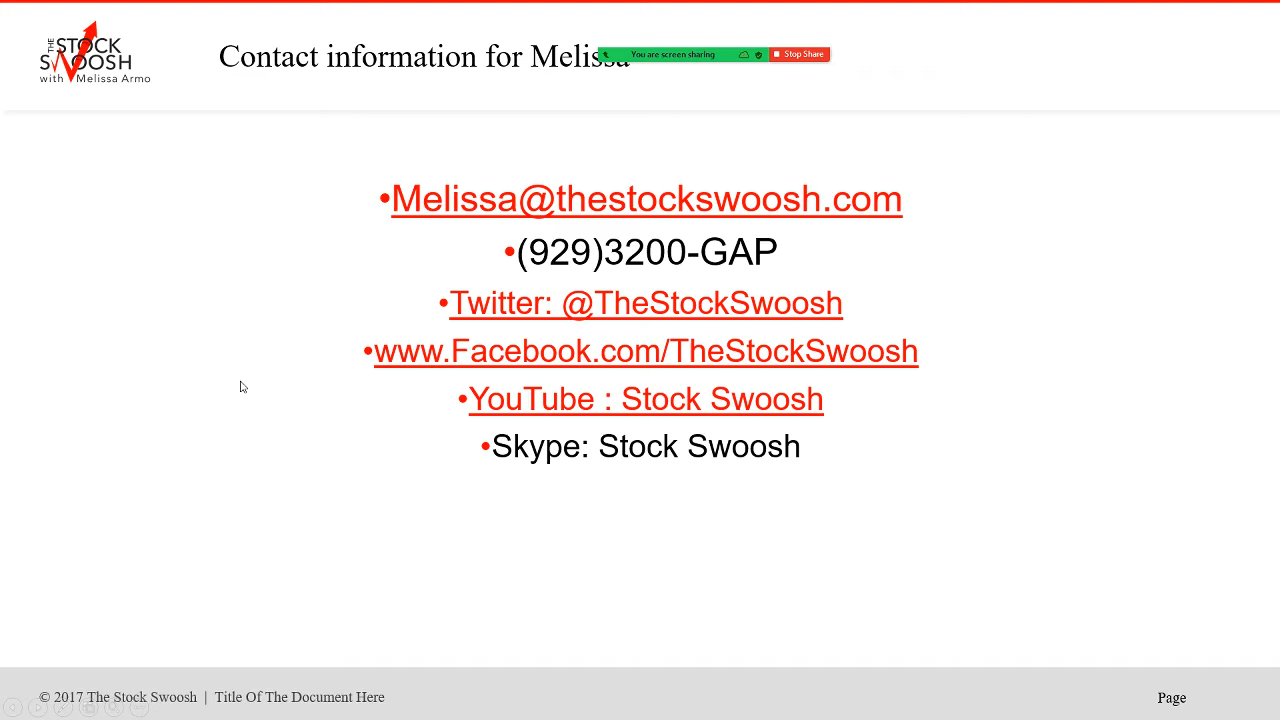 THE STOCK
SWOOSH
with Melissa Armo
Contact information for Melissa
You are screen sharing
Stop Share
•Melissa@thestockswoosh.com
•(929)3200-GAP
•Twitter: @TheStockSwoosh
•www.Facebook.com/TheStockSwoosh
•YouTube : Stock Swoosh
•Skype: Stock Swoosh
© 2017 The Stock Swoosh | Title Of The Document Here
Page